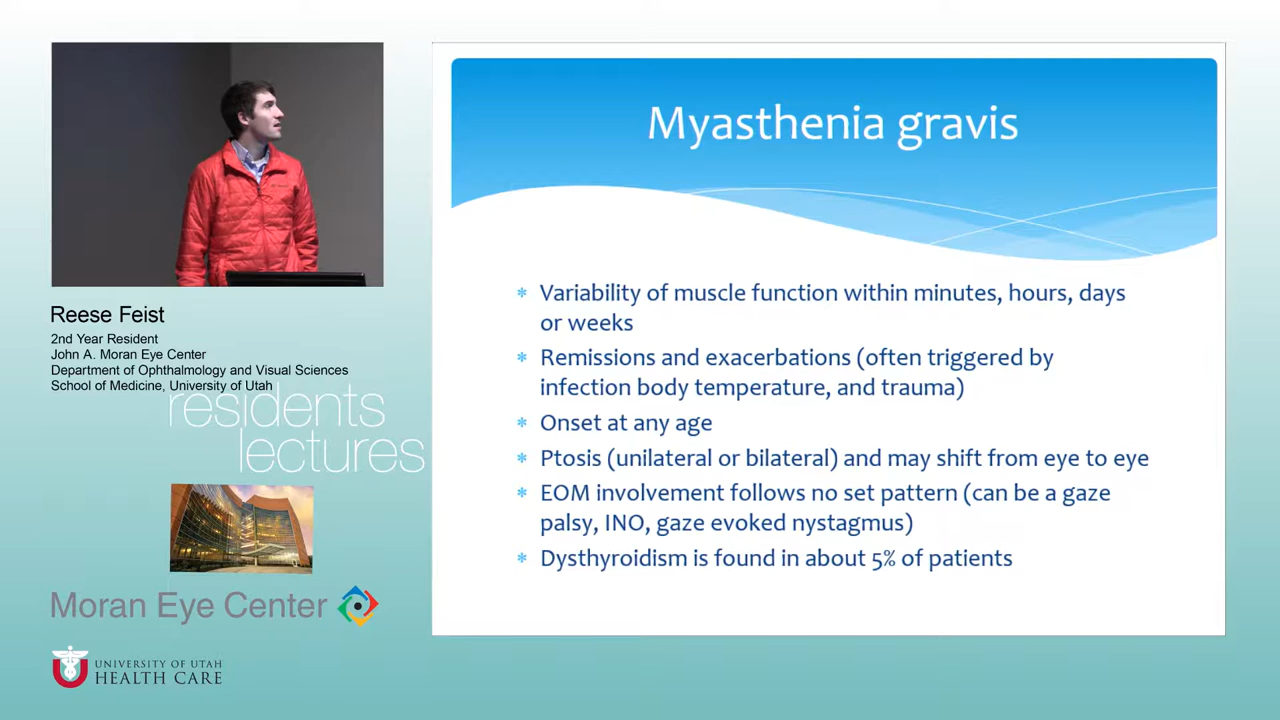 Myasthenia gravis
* Variability of muscle function within minutes, hours, days
or weeks
* Remissions and exacerbations (often triggered by
infection body temperature, and trauma)
* Onset at any age
* Ptosis (unilateral or bilateral) and may shift from eye to eye
* EOM involvement follows no set pattern (can be a gaze
palsy, INO, gaze evoked nystagmus)
* Dysthyroidism is found in about 5% of patients
Reese Feist
2nd Year Resident
John A. Moran Eye Center
Department of Ophthalmology and Visual Sciences
School of Medicine, University of Utah
residents
lectures
Moran Eye Center
UNIVERSITY OF UTAH
HEALTH CARE